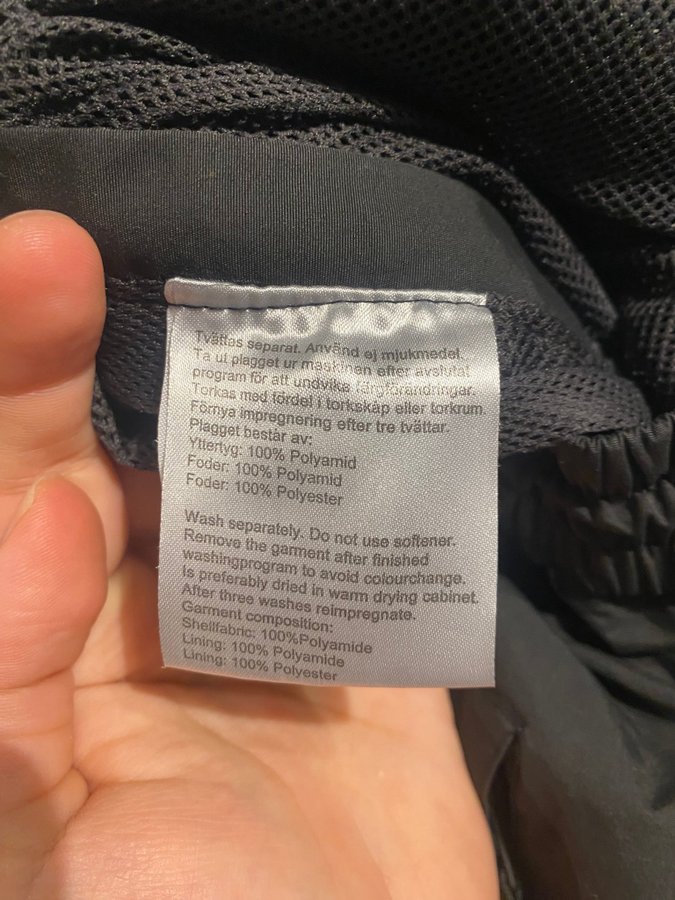 Tvättas separat. Använd ej mjukmedel.
Ta ut plagget ur maskinen efter avslutat
program för att undvika färgförändringar.
Torkas med fördel i torkskåp eller torkrum.
Förnya impregnering efter tre tvättar.
Plagget består av:
Yttertyg: 100% Polyamid
Foder: 100% Polyamid
Foder: 100% Polyester
Wash separately. Do not use softener.
Remove the garment after finished
washingprogram to avoid colourchange.
Is preferably dried in warm drying cabinet.
After three washes reimpregnate.
Garment composition:
Shellfabric: 100%Polyamide
Lining: 100% Polyamide
Lining: 100% Polyester